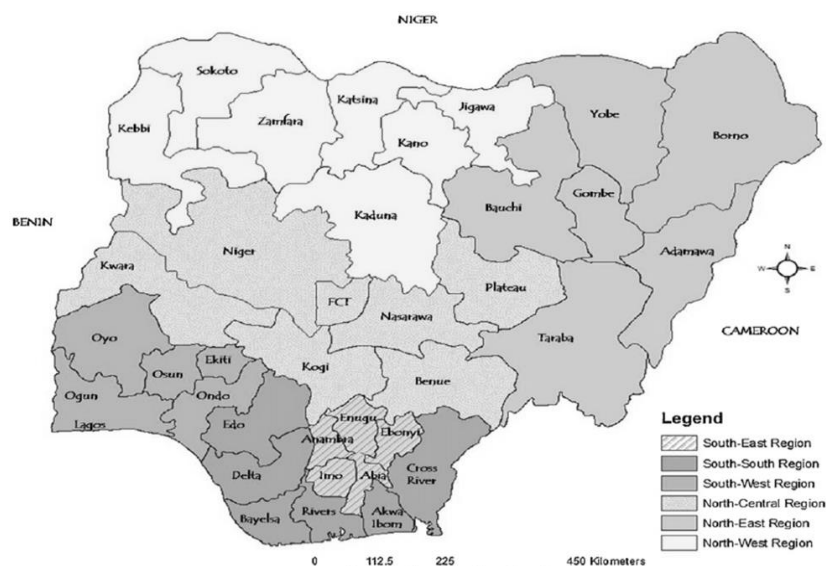 NIGER
Sokoto
Katsina
Jigawa
Yobe
Borno
Kebbi
Zamfara
Kano
Gombe
Bauchi
Kaduna
BENIN
Niger
Adamawa
Kwara
Plateau
N
W
E
S
FCT
Nasarawa
CAMEROON
Oyo
Taraba
Ekiti
Osun
Kogi
Benue
Ogun
Ondo
Lagos
Edo
Enugu
Anambra
Ebonyi
Delta
Imo
Abia
Cross
River
Bayelsa
Rivers
Akwa
Ibom
Legend
South-East Region
South-South Region
South-West Region
North-Central Region
North-East Region
North-West Region
0 112.5 225 450 Kilometers